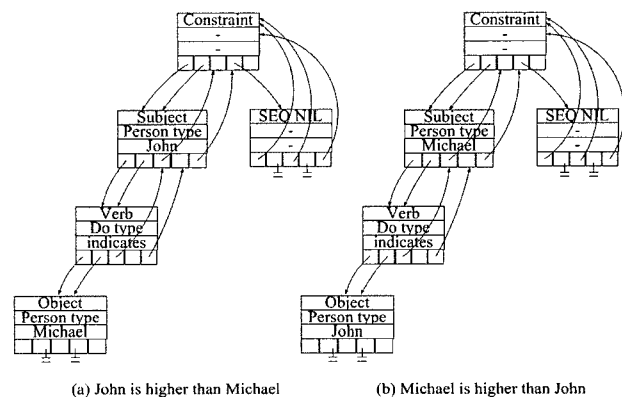 Constraint
-
-
Subject
Person type
John
SEQ NIL
-
-
Verb
Do type
indicates
Object
Person type
Michael
(a) John is higher than Michael
Constraint
-
-
Subject
Person type
Michael
SEQ NIL
-
-
Verb
Do type
indicates
Object
Person type
John
(b) Michael is higher than John